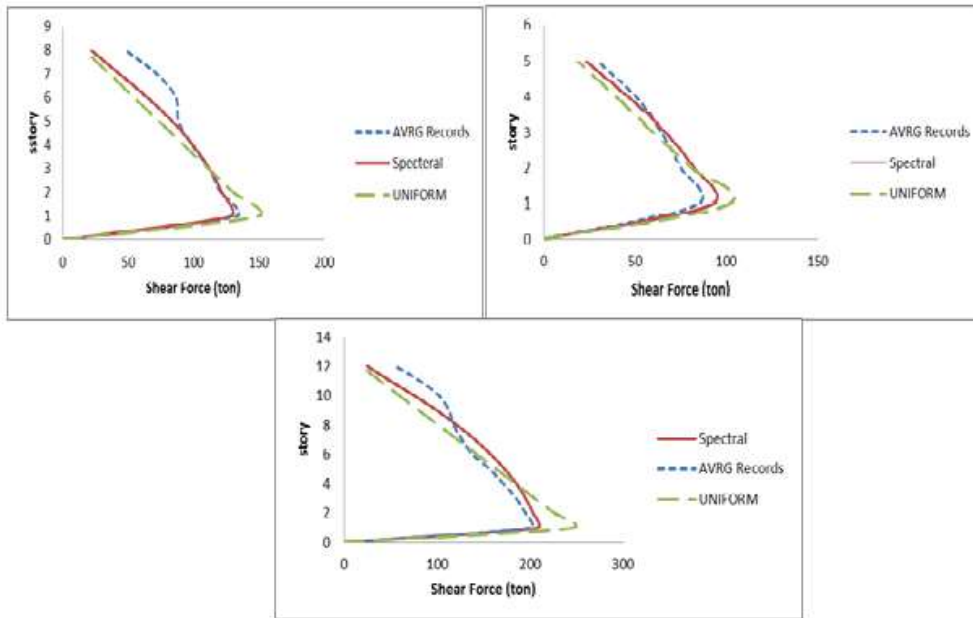 9
8
7
6
5
4
3
2
1
0
sstory
0 50 100 150 200
Shear Force (ton)
AVRG Records
Specteral
UNIFORM
6
5
4
3
2
1
0
story
0 50 100 150
Shear Force (ton)
AVRG Records
Spectral
UNIFORM
14
12
10
8
6
4
2
0
story
0 100 200 300
Shear Force (ton)
Spectral
AVRG Records
UNIFORM